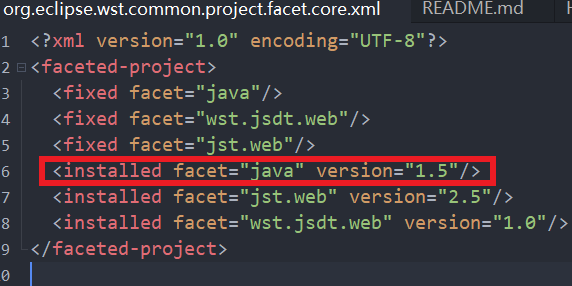 org.eclipse.wst.common.project.facet.core.xml README.md
1 <?xml version="1.0" encoding="UTF-8"?>
2 <faceted-project>
3 <fixed facet="java"/>
4 <fixed facet="wst.jsdt.web"/>
5 <fixed facet="jst.web"/>
6 <installed facet="java" version="1.5"/>
7 <installed facet="jst.web" version="2.5"/>
8 <installed facet="wst.jsdt.web" version="1.0"/>
9 </faceted-project>
0